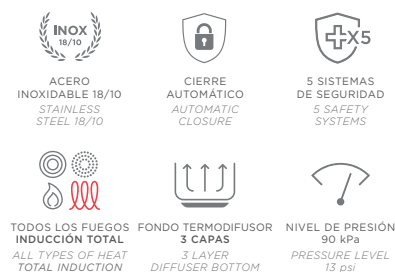 INOX
18/10
X5
ACERO
INOXIDABLE 18/10
STAINLESS
STEEL 18/10
CIERRE
AUTOMÁTICO
AUTOMATIC
CLOSURE
5 SISTEMAS
DE SEGURIDAD
5 SAFETY
SYSTEMS
TODOS LOS FUEGOS
INDUCCIÓN TOTAL
ALL TYPES OF HEAT
TOTAL INDUCTION
FONDO TERMODIFUSOR
3 CAPAS
3 LAYER
DIFFUSER BOTTOM
NIVEL DE PRESIÓN
90 kPa
PRESSURE LEVEL
13 psi